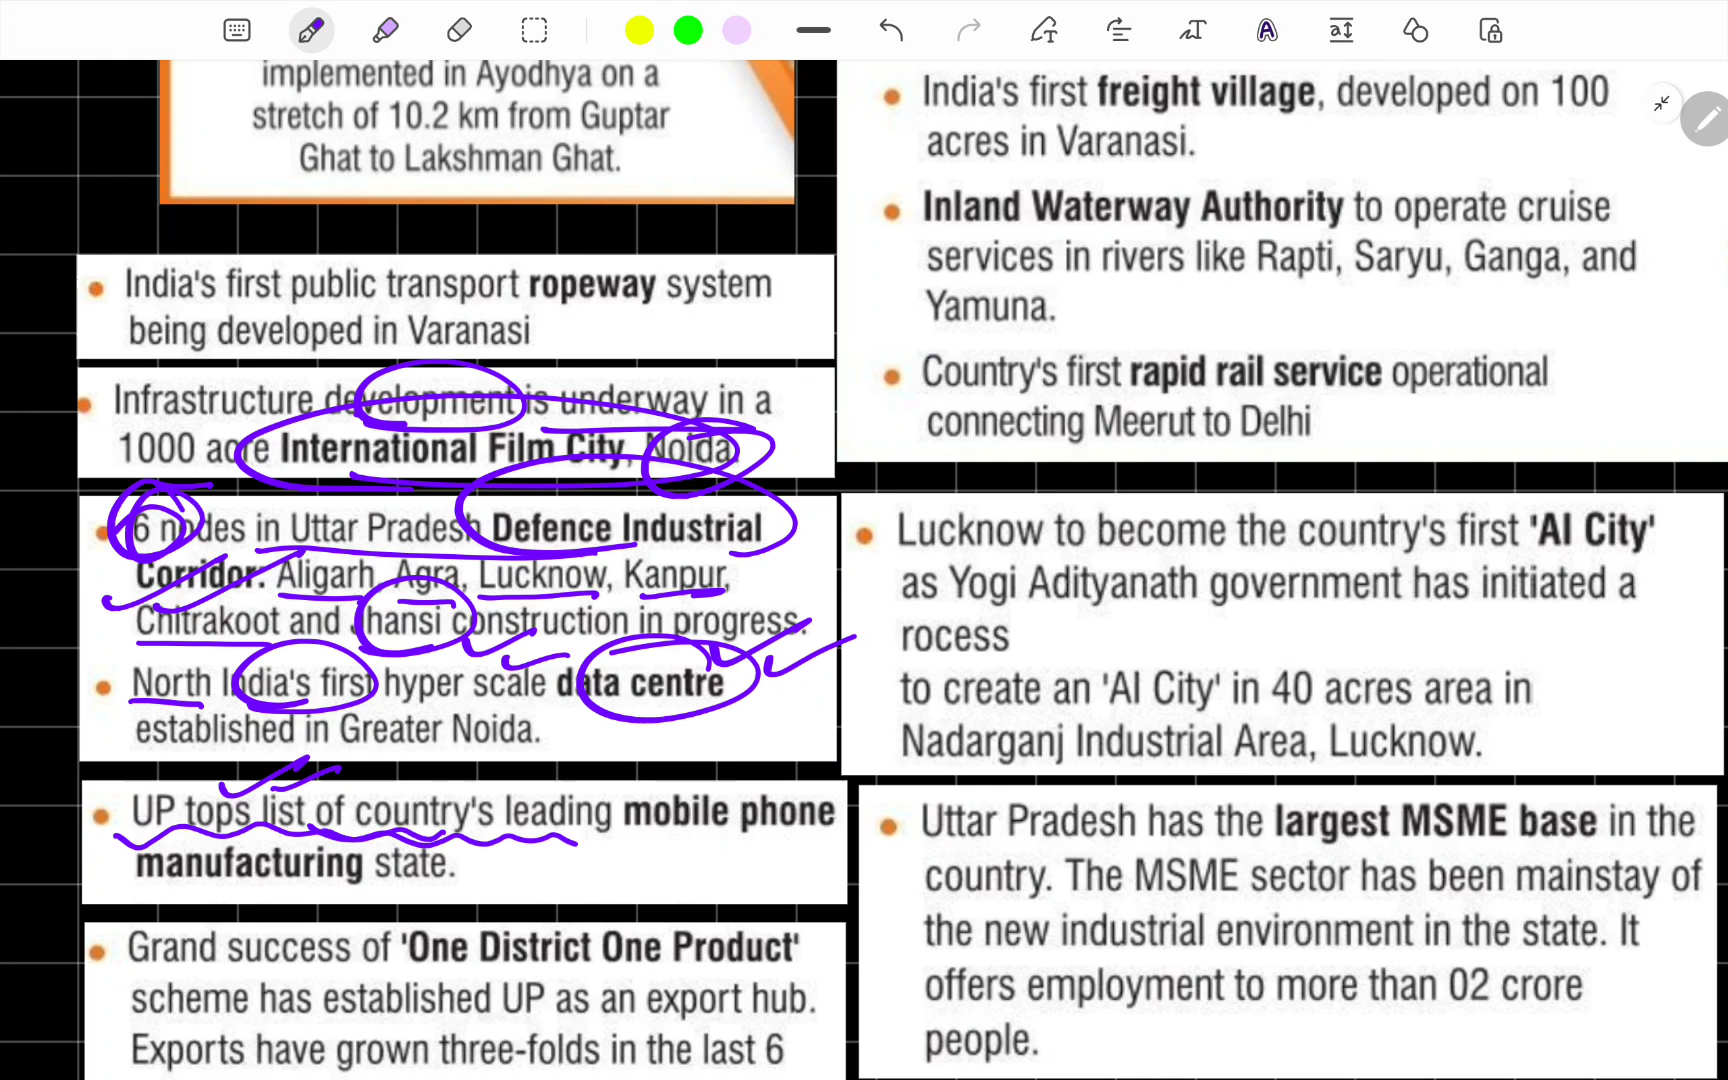 implemented in Ayodhya on a
stretch of 10.2 km from Guptar
Ghat to Lakshman Ghat.
India's first public transport ropeway system
being developed in Varanasi
Infrastructure development is underway in a
1000 acre International Film City, Noida.
6 nodes in Uttar Pradesh Defence Industrial
Corridor: Aligarh, Agra, Lucknow, Kanpur,
Chitrakoot and Jhansi construction in progress.
North India's first hyper scale data centre
established in Greater Noida.
UP tops list of country's leading mobile phone
manufacturing state.
Grand success of 'One District One Product'
scheme has established UP as an export hub.
Exports have grown three-folds in the last 6
India's first freight village, developed on 100
acres in Varanasi.
Inland Waterway Authority to operate cruise
services in rivers like Rapti, Saryu, Ganga, and
Yamuna.
Country's first rapid rail service operational
connecting Meerut to Delhi
Lucknow to become the country's first 'AI City'
as Yogi Adityanath government has initiated a
rocess
to create an 'AI City' in 40 acres area in
Nadarganj Industrial Area, Lucknow.
Uttar Pradesh has the largest MSME base in the
country. The MSME sector has been mainstay of
the new industrial environment in the state. It
offers employment to more than 02 crore
people.